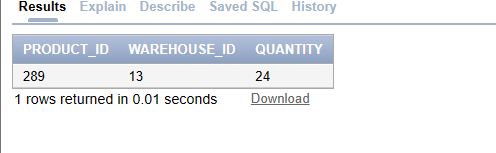 Results Explain Describe Saved SQL History
PRODUCT_ID WAREHOUSE_ID QUANTITY
289 13 24
1 rows returned in 0.01 seconds Download